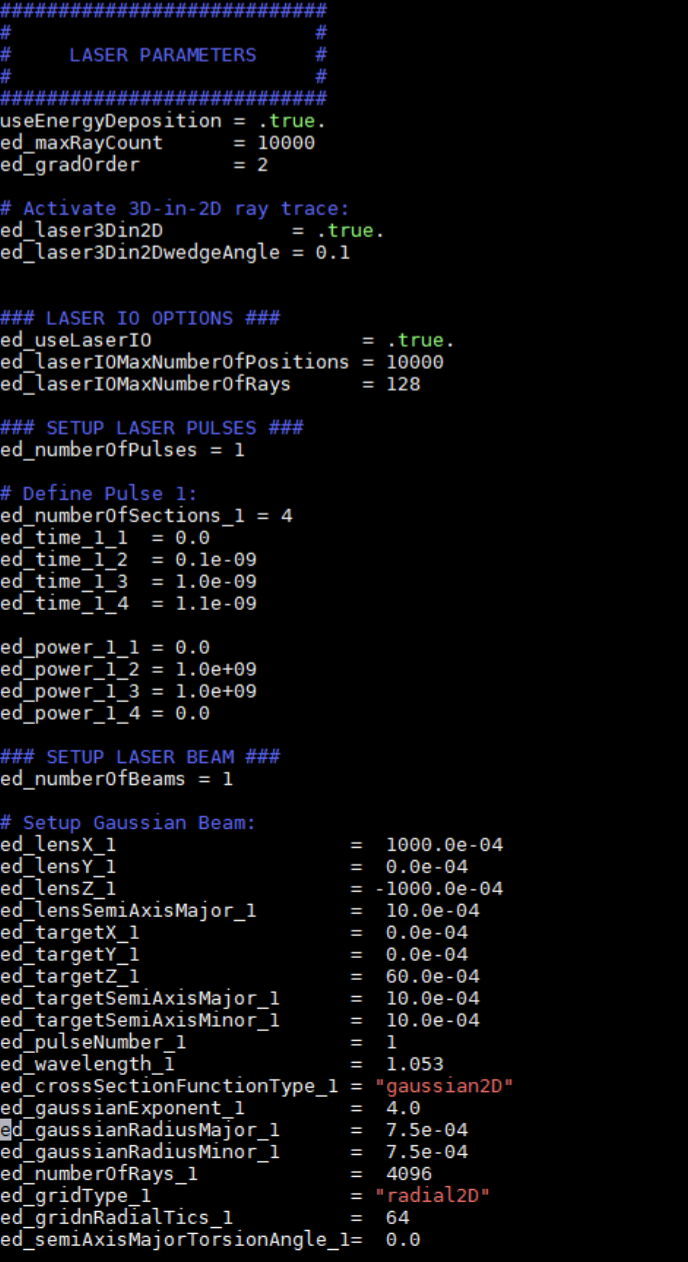 ############################
#                          #
#     LASER PARAMETERS     #
#                          #
############################
useEnergyDeposition = .true.
ed_maxRayCount      = 10000
ed_gradOrder        = 2

# Activate 3D-in-2D ray trace:
ed_laser3Din2D           = .true.
ed_laser3Din2DwedgeAngle = 0.1


### LASER IO OPTIONS ###
ed_useLaserIO                  = .true.
ed_laserIOMaxNumberOfPositions = 10000
ed_laserIOMaxNumberOfRays      = 128

### SETUP LASER PULSES ###
ed_numberOfPulses = 1

# Define Pulse 1:
ed_numberOfSections_1 = 4
ed_time_1_1  = 0.0
ed_time_1_2  = 0.1e-09
ed_time_1_3  = 1.0e-09
ed_time_1_4  = 1.1e-09

ed_power_1_1 = 0.0
ed_power_1_2 = 1.0e+09
ed_power_1_3 = 1.0e+09
ed_power_1_4 = 0.0

### SETUP LASER BEAM ###
ed_numberOfBeams = 1

# Setup Gaussian Beam:
ed_lensX_1                    =  1000.0e-04
ed_lensY_1                    =  0.0e-04
ed_lensZ_1                    = -1000.0e-04
ed_lensSemiAxisMajor_1        =  10.0e-04
ed_targetX_1                  =  0.0e-04
ed_targetY_1                  =  0.0e-04
ed_targetZ_1                  =  60.0e-04
ed_targetSemiAxisMajor_1      =  10.0e-04
ed_targetSemiAxisMinor_1      =  10.0e-04
ed_pulseNumber_1              =  1
ed_wavelength_1               =  1.053
ed_crossSectionFunctionType_1 = "gaussian2D"
ed_gaussianExponent_1         =  4.0
ed_gaussianRadiusMajor_1      =  7.5e-04
ed_gaussianRadiusMinor_1      =  7.5e-04
ed_numberOfRays_1             =  4096
ed_gridType_1                 = "radial2D"
ed_gridnRadialTics_1          =  64
ed_semiAxisMajorTorsionAngle_1=  0.0